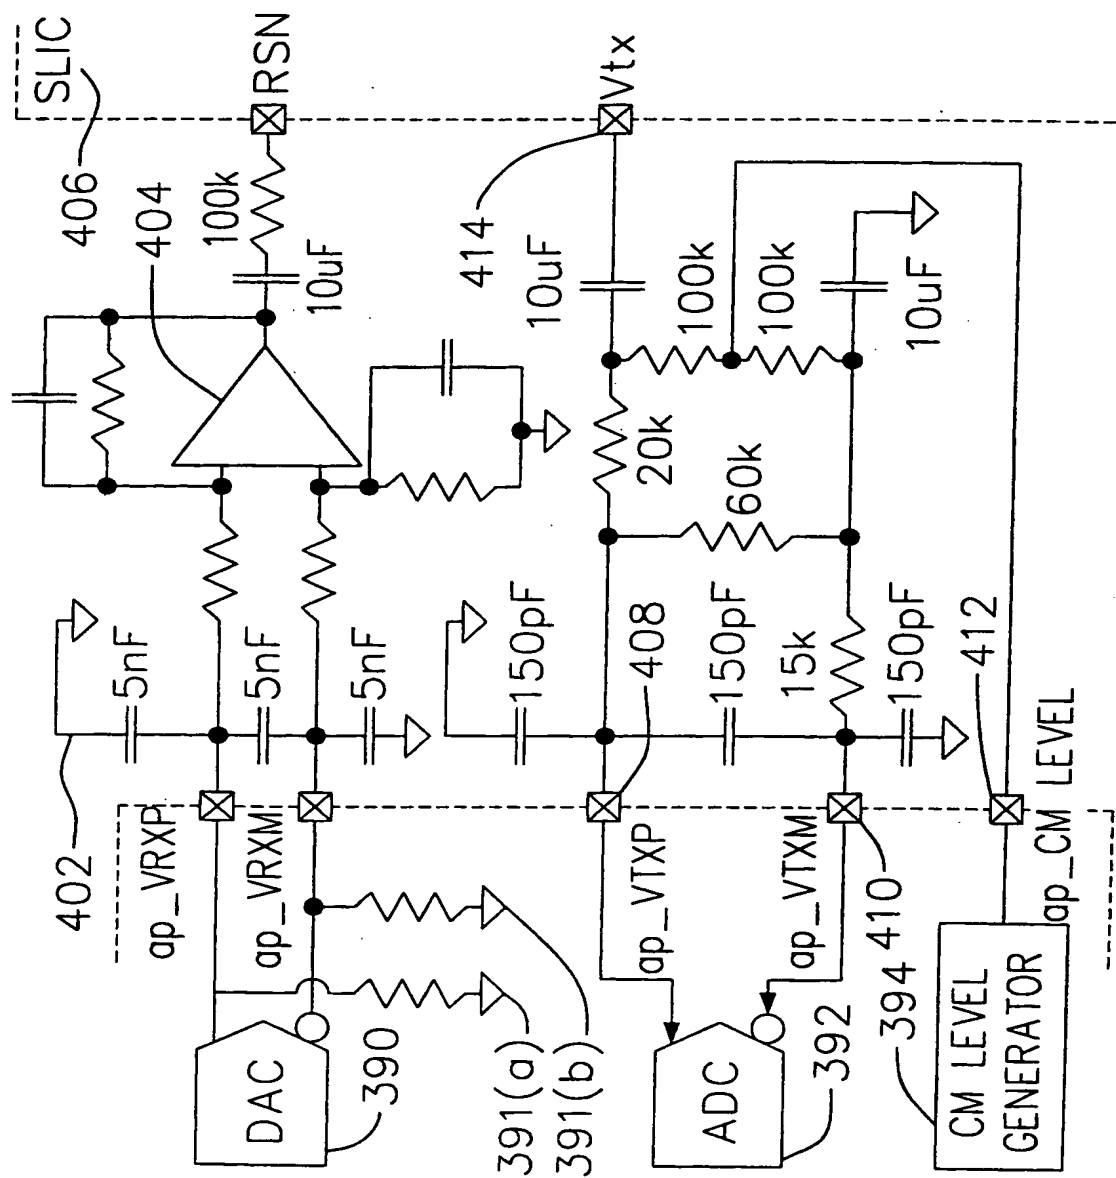 SLIC
406
RSN
404
100k
10uF
402
5nF
5nF
5nF
ap_VRXP
ap_VRXM
DAC
390
391(a)
391(b)
Vtx
414
10uF
100k
100k
10uF
20k
60k
150pF
150pF
15k
150pF
408
412
ap_VTXP
ap_VTXM
410
ap_CM LEVEL
ADC
392
394
CM LEVEL
GENERATOR